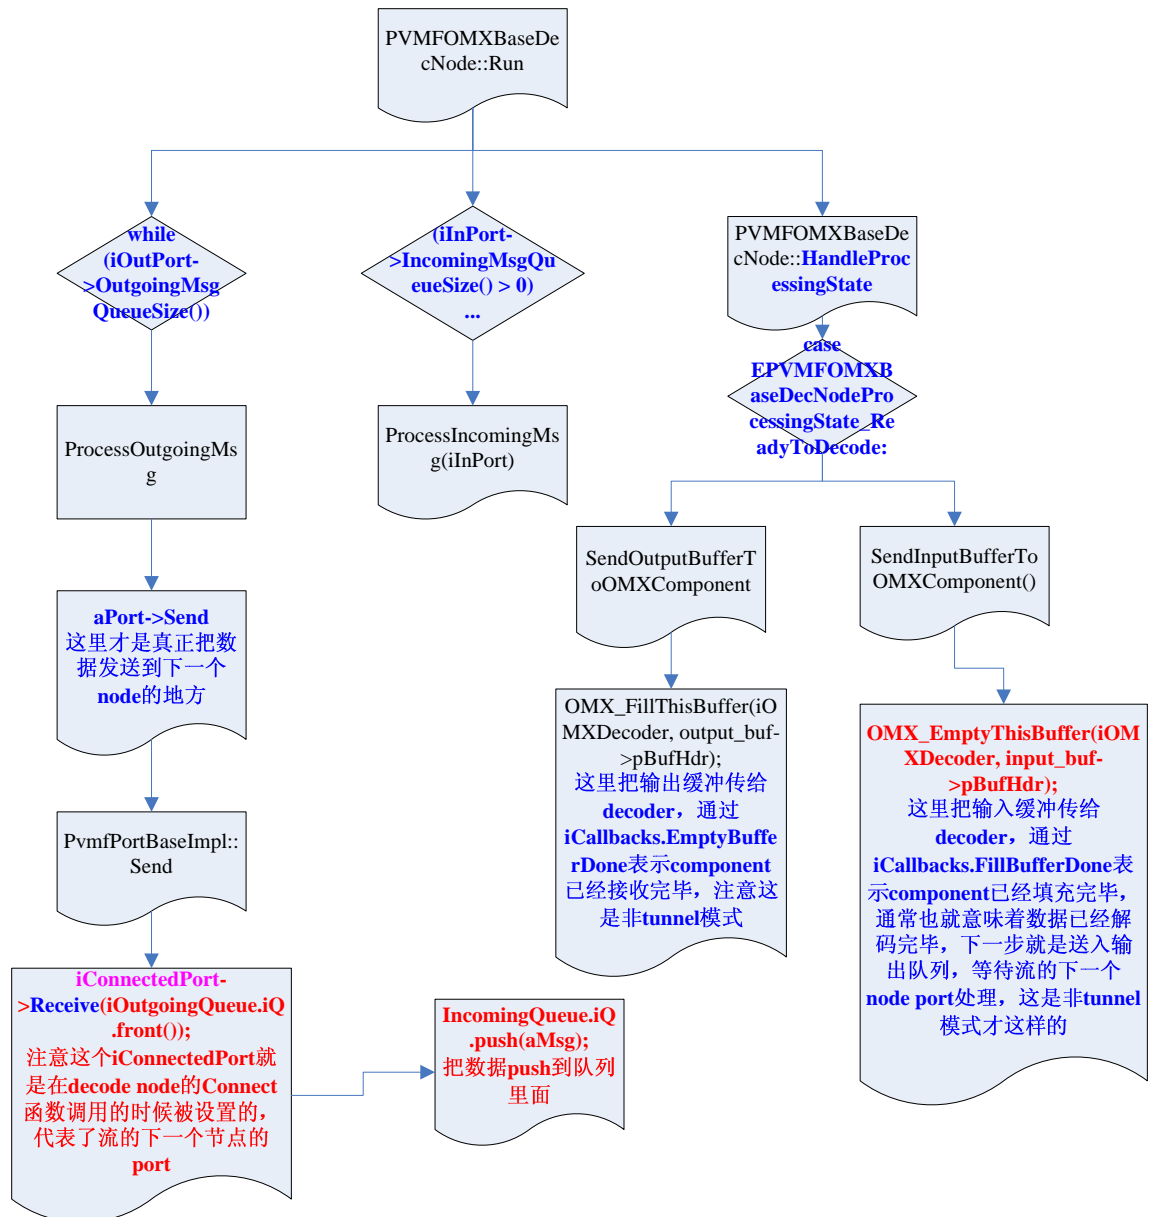 PVMFOMXBaseDe
cNode::Run
while
(iOutPort-
>OutgoingMsg
QueueSize())
(iInPort-
>IncomingMsgQu
eueSize() > 0)
...
PVMFOMXBaseDe
cNode::HandleProc
essingState
case
EPVMFOMXB
aseDecNodePro
cessingState_Re
adyToDecode:
ProcessOutgoingMs
g
ProcessIncomingMs
g(iInPort)
SendOutputBufferT
oOMXComponent
SendInputBufferTo
OMXComponent()
aPort->Send
这里才是真正把数
据发送到下一个
node的地方
OMX_FillThisBuffer(iO
MXDecoder, output_buf-
>pBufHdr);
这里把输出缓冲传给
decoder，通过
iCallbacks.EmptyBuffe
rDone表示component
已经接收完毕，注意这
是非tunnel模式
OMX_EmptyThisBuffer(iOM
XDecoder, input_buf-
>pBufHdr);
这里把输入缓冲传给
decoder，通过
iCallbacks.FillBufferDone表
示component已经填充完毕，
通常也就意味着数据已经解
码完毕，下一步就是送入输
出队列，等待流的下一个
node port处理，这是非tunnel
模式才这样的
PvmfPortBaseImpl::
Send
iConnectedPort-
>Receive(iOutgoingQueue.iQ
.front());
注意这个iConnectedPort就
是在decode node的Connect
函数调用的时候被设置的，
代表了流的下一个节点的
port
IncomingQueue.iQ
.push(aMsg);
把数据push到队列
里面